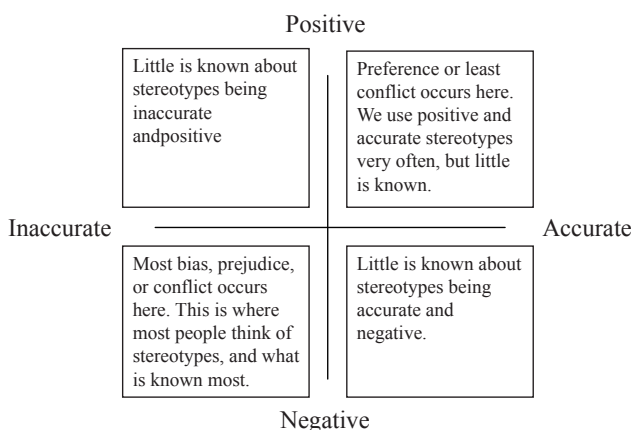 Positive
Little is known about
stereotypes being
inaccurate
andpositive
Preference or least
conflict occurs here.
We use positive and
accurate stereotypes
very often, but little
is known.
Inaccurate
Accurate
Most bias, prejudice,
or conflict occurs
here. This is where
most people think of
stereotypes, and what
is known most.
Little is known about
stereotypes being
accurate and
negative.
Negative